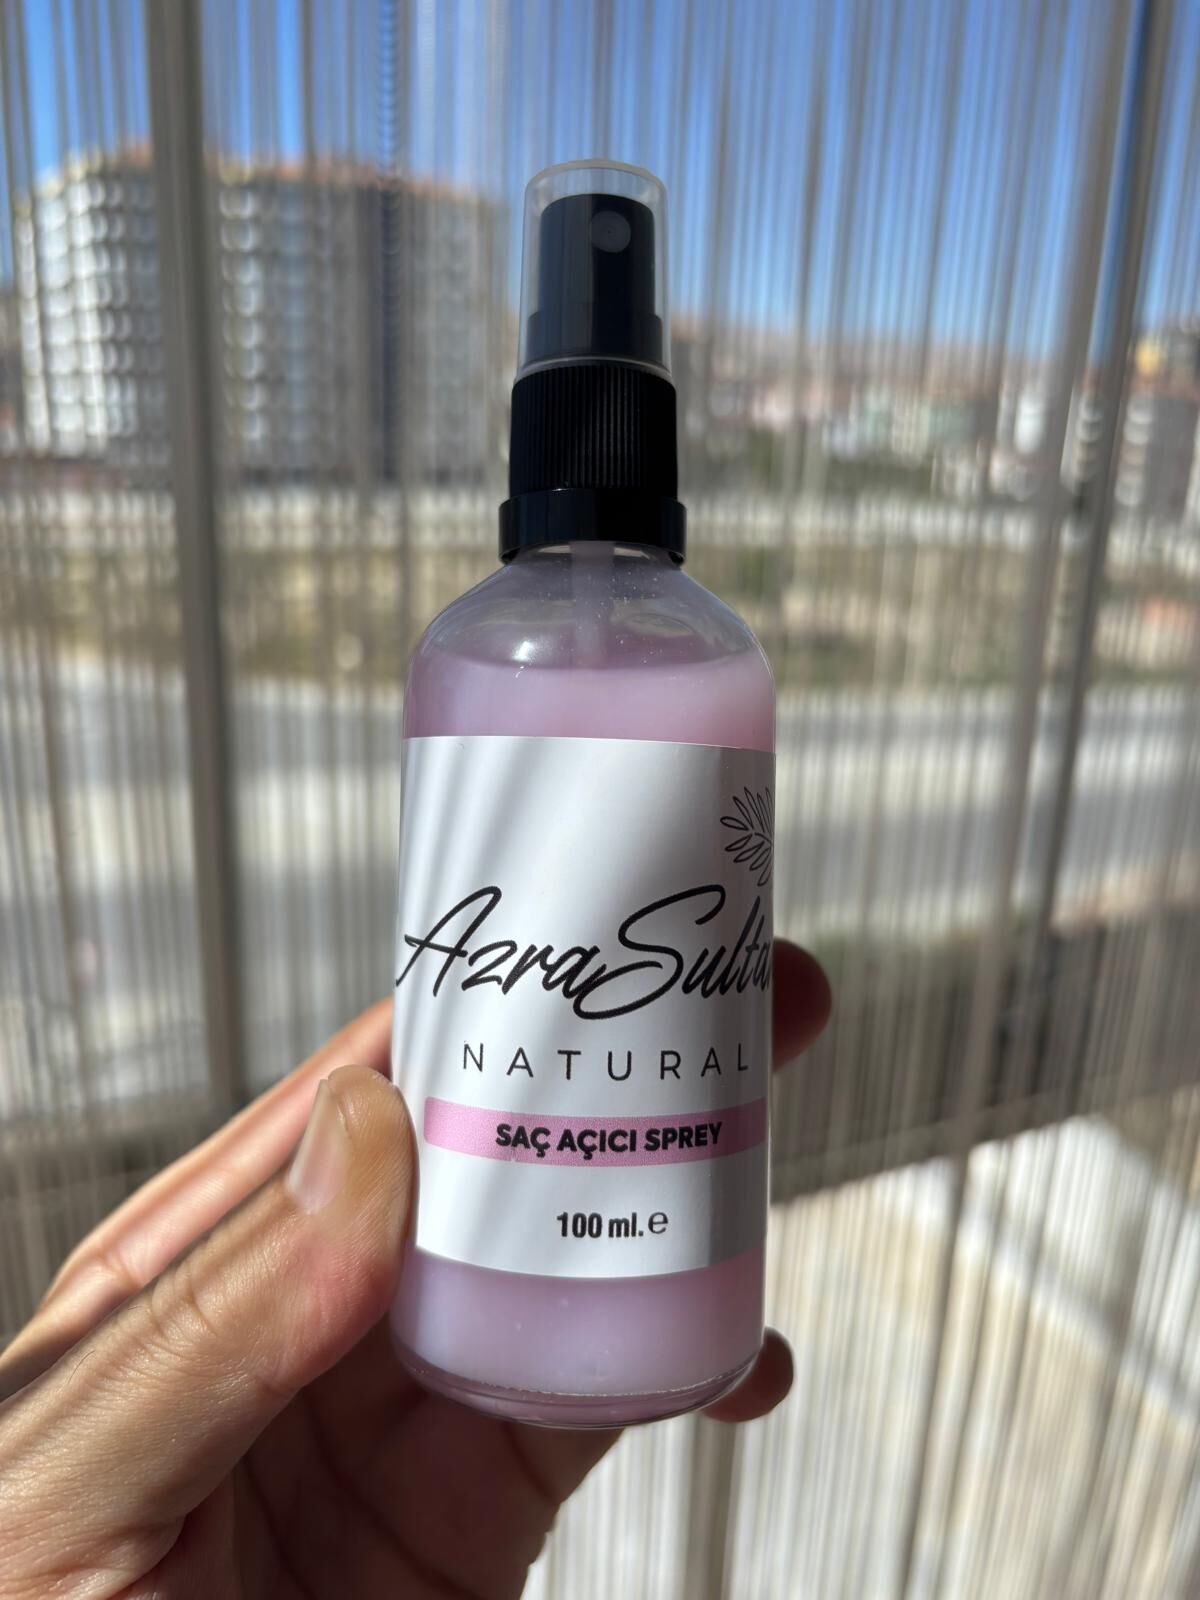 AzraSulta
NATURAL
SAÇ AÇICI SPREY
100 ml. e